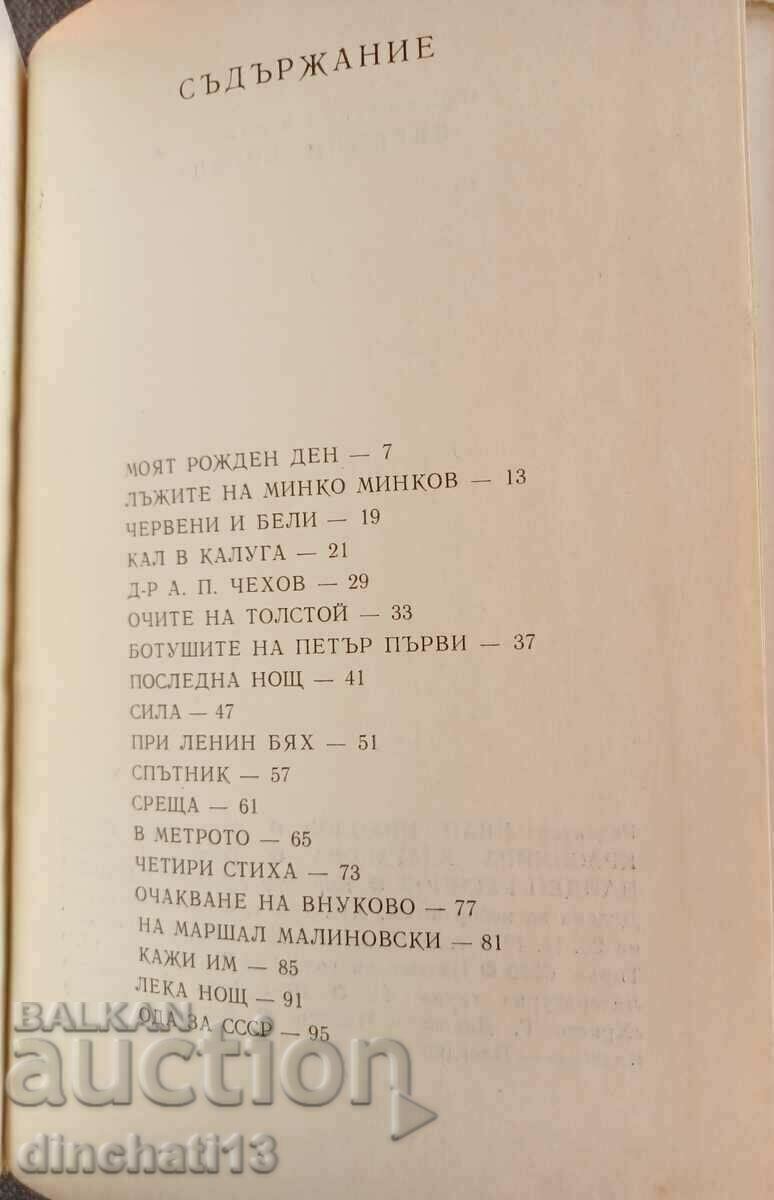 СЪДЪРЖАНИЕ
МОЯТ РОЖДЕН ДЕН — 7
ЛЪЖИТЕ НА МИНКО МИНКОВ — 13
ЧЕРВЕНИ И БЕЛИ — 19
КАЛ В КАЛУГА — 21
Д-Р А. П. ЧЕХОВ — 29
ОЧИТЕ НА ТОЛСТОЙ — 33
БОТУШИТЕ НА ПЕТЪР ПЪРВИ — 37
ПОСЛЕДНА НОЩ — 41
СИЛА — 47
ПРИ ЛЕНИН БЯХ — 51
СПЪТНИК — 57
СРЕЩА — 61
В МЕТРОТО — 65
ЧЕТИРИ СТИХА — 73
ОЧАКВАНЕ НА ВНУКОВО — 77
НА МАРШАЛ МАЛИНОВСКИ — 81
КАЖИ ИМ — 85
ЛЕКА НОЩ — 91
ОДА ЗА СССР — 95
BALKAN
auction
dinchati13